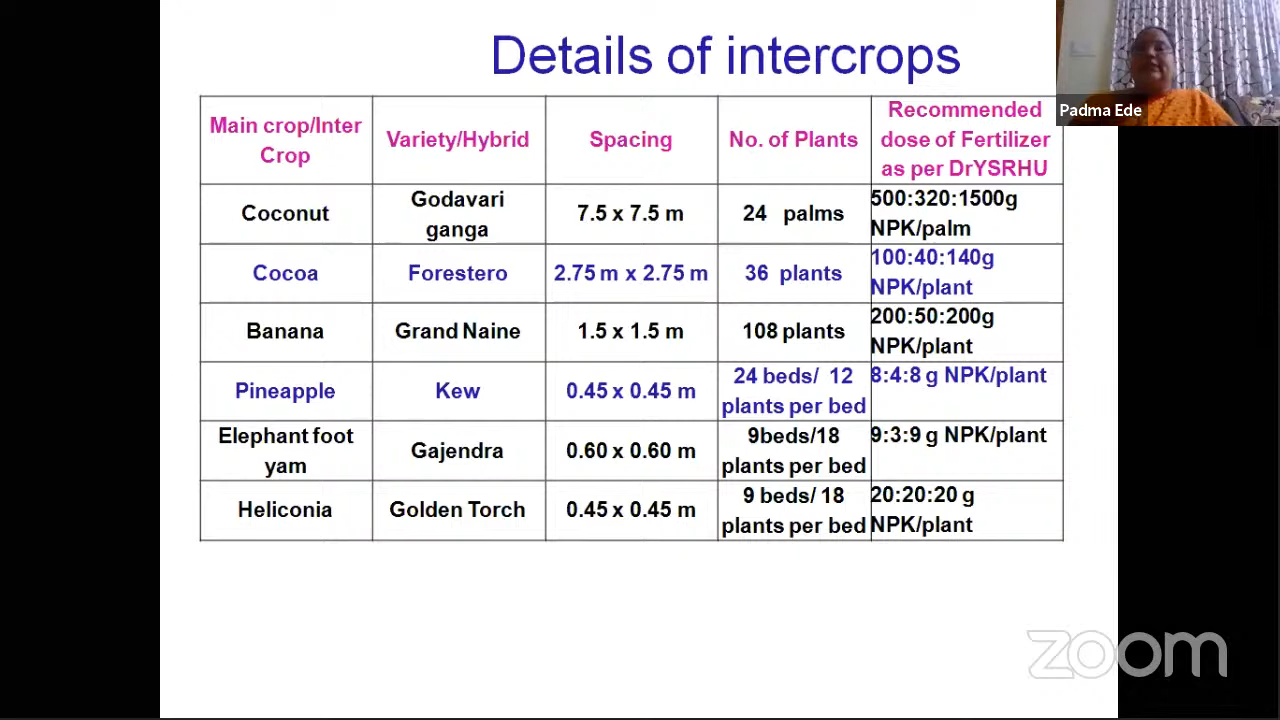 Details of intercrops
Padma Ede
Main crop/Inter
Crop
Variety/Hybrid
Spacing
No. of Plants
Recommended
dose of Fertilizer
as per DrYSRHU
Coconut
Godavari
ganga
7.5 x 7.5 m
24 palms
500:320:1500g
NPK/palm
Cocoa
Forestero
2.75 m x 2.75 m
36 plants
100:40:140g
NPK/plant
Banana
Grand Naine
1.5 x 1.5 m
108 plants
200:50:200g
NPK/plant
Pineapple
Kew
0.45 x 0.45 m
24 beds/ 12
plants per bed
8:4:8 g NPK/plant
Elephant foot
yam
Gajendra
0.60 x 0.60 m
9beds/18
plants per bed
9:3:9 g NPK/plant
Heliconia
Golden Torch
0.45 x 0.45 m
9 beds/ 18
plants per bed
20:20:20 g
NPK/plant
zoom